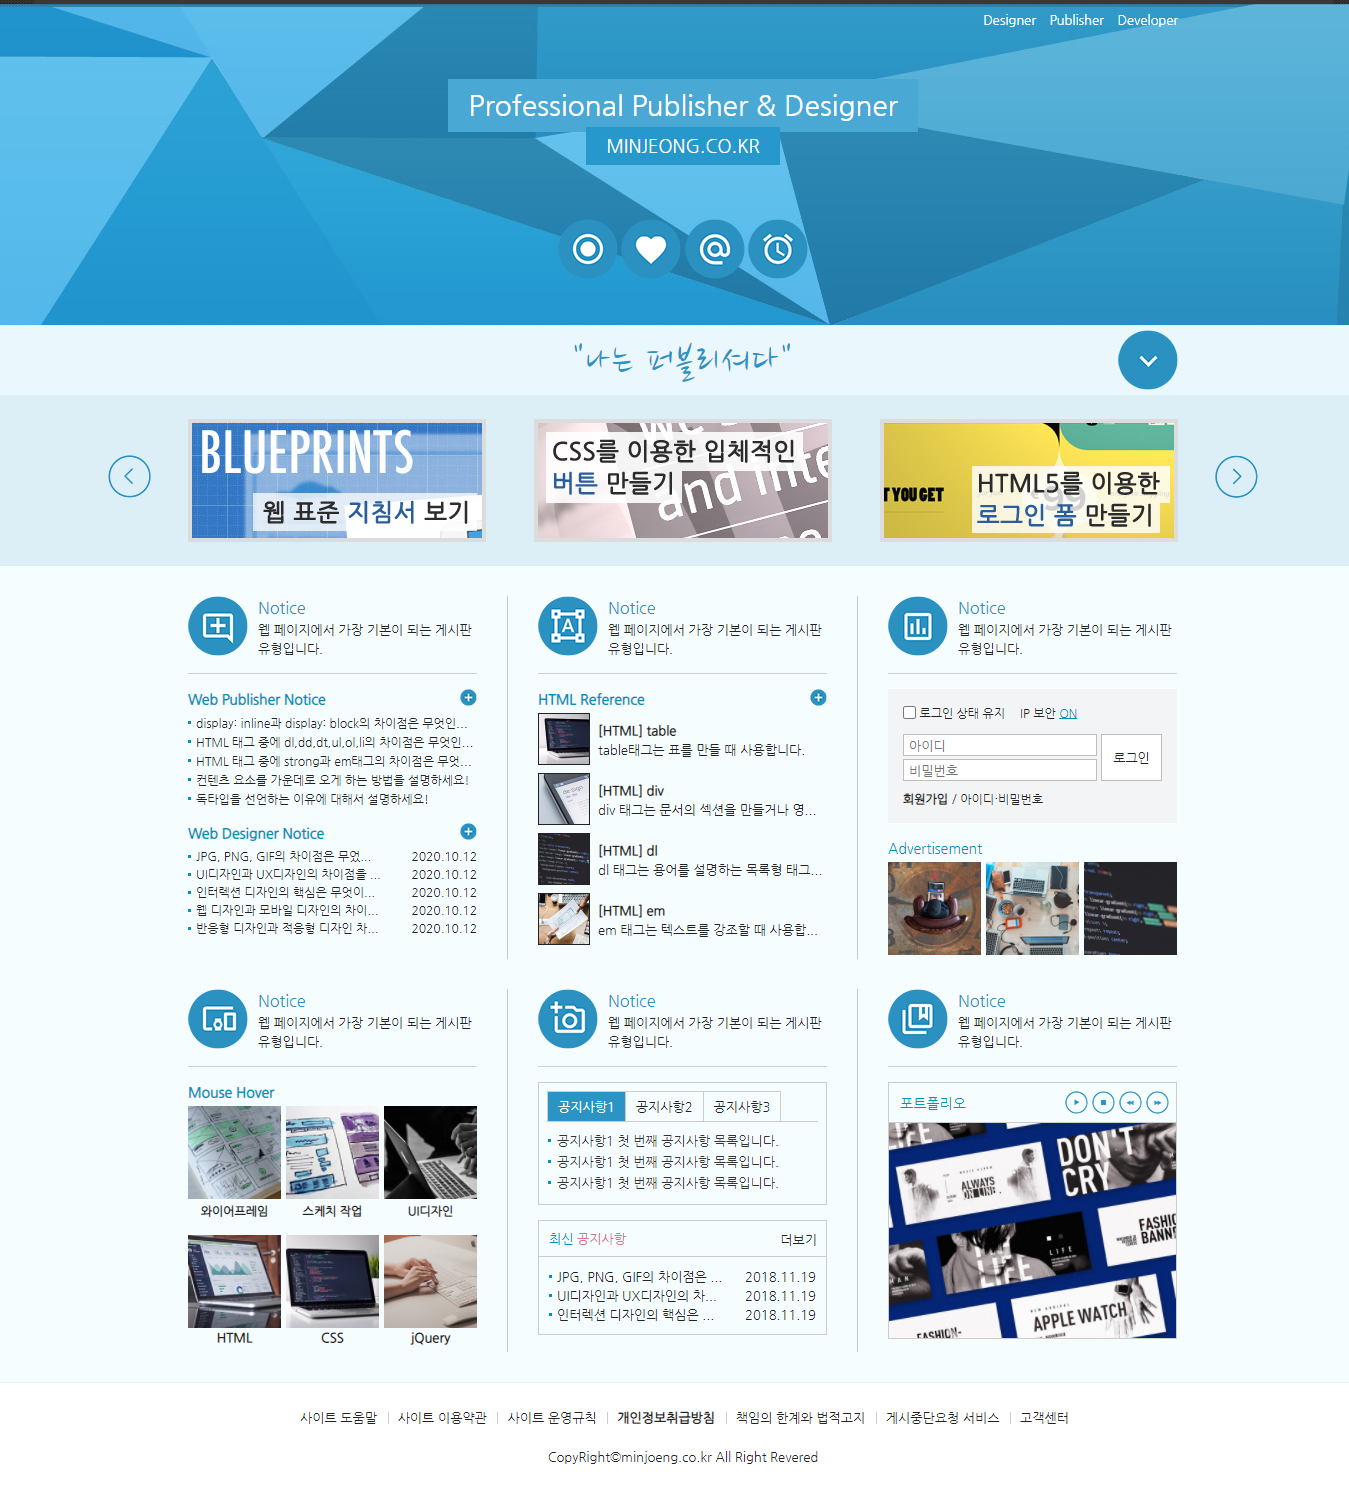 Designer Publisher Developer
Professional Publisher & Designer
MINJEONG.CO.KR
"나는 퍼블리셔다"
BLUEPRINTS
웹 표준 지침서 보기
CSS를 이용한 입체적인
버튼 만들기
and inte
T YOU GET
HTML5를 이용한
로그인 폼 만들기
Notice
웹 페이지에서 가장 기본이 되는 게시판
유형입니다.
Web Publisher Notice
display: inline과 display: block의 차이점은 무엇인...
HTML 태그 중에 dl,dd,dt,ul,ol,li의 차이점은 무엇인...
HTML 태그 중에 strong과 em태그의 차이점은 무엇...
컨텐츠 요소를 가운데로 오게 하는 방법을 설명하세요!
독타입을 선언하는 이유에 대해서 설명하세요!
Web Designer Notice
JPG, PNG, GIF의 차이점은 무었... 2020.10.12
UI디자인과 UX디자인의 차이점을 ... 2020.10.12
인터렉션 디자인의 핵심은 무엇이... 2020.10.12
웹 디자인과 모바일 디자인의 차이... 2020.10.12
반응형 디자인과 적응형 디자인 차... 2020.10.12
Notice
웹 페이지에서 가장 기본이 되는 게시판
유형입니다.
HTML Reference
[HTML] table
table태그는 표를 만들 때 사용합니다.
[HTML] div
div 태그는 문서의 섹션을 만들거나 영...
[HTML] dl
dl 태그는 용어를 설명하는 목록형 태그...
[HTML] em
em 태그는 텍스트를 강조할 때 사용합...
Notice
웹 페이지에서 가장 기본이 되는 게시판
유형입니다.
로그인 상태 유지 IP 보안 ON
아이디
비밀번호
로그인
회원가입 / 아이디·비밀번호
Advertisement
Notice
웹 페이지에서 가장 기본이 되는 게시판
유형입니다.
Mouse Hover
와이어프레임 스케치 작업 UI디자인
HTML CSS jQuery
Notice
웹 페이지에서 가장 기본이 되는 게시판
유형입니다.
공지사항1 공지사항2 공지사항3
공지사항1 첫 번째 공지사항 목록입니다.
공지사항1 첫 번째 공지사항 목록입니다.
공지사항1 첫 번째 공지사항 목록입니다.
최신 공지사항 더보기
JPG, PNG, GIF의 차이점은 ... 2018.11.19
UI디자인과 UX디자인의 차... 2018.11.19
인터렉션 디자인의 핵심은 ... 2018.11.19
Notice
웹 페이지에서 가장 기본이 되는 게시판
유형입니다.
포트폴리오
DON'T
CRY
ALWAYS
ON LINE.
LIFE
LIFE
FASHIO
BANN
APPLE WATCH
FASHION-
사이트 도움말 사이트 이용약관 사이트 운영규칙 개인정보취급방침 책임의 한계와 법적고지 게시중단요청 서비스 고객센터
CopyRight©minjoeng.co.kr All Right Revered